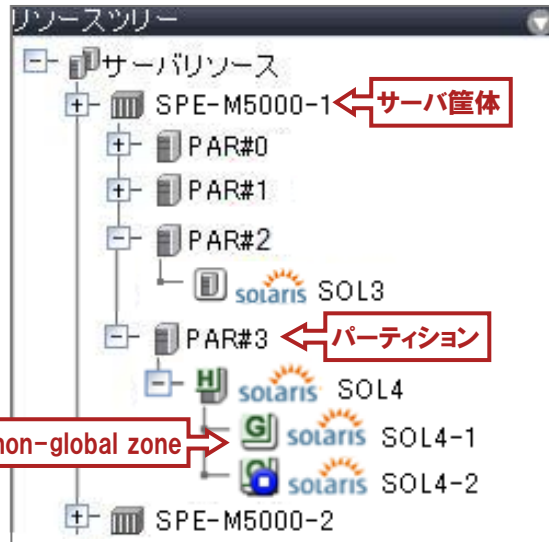 リソースツリー
サーバリソース
SPE-M5000-1 サーバ筐体
PAR#0
PAR#1
PAR#2
solaris SOL3
PAR#3 パーティション
H solaris SOL4
non-global zone G solaris SOL4-1
G solaris SOL4-2
SPE-M5000-2